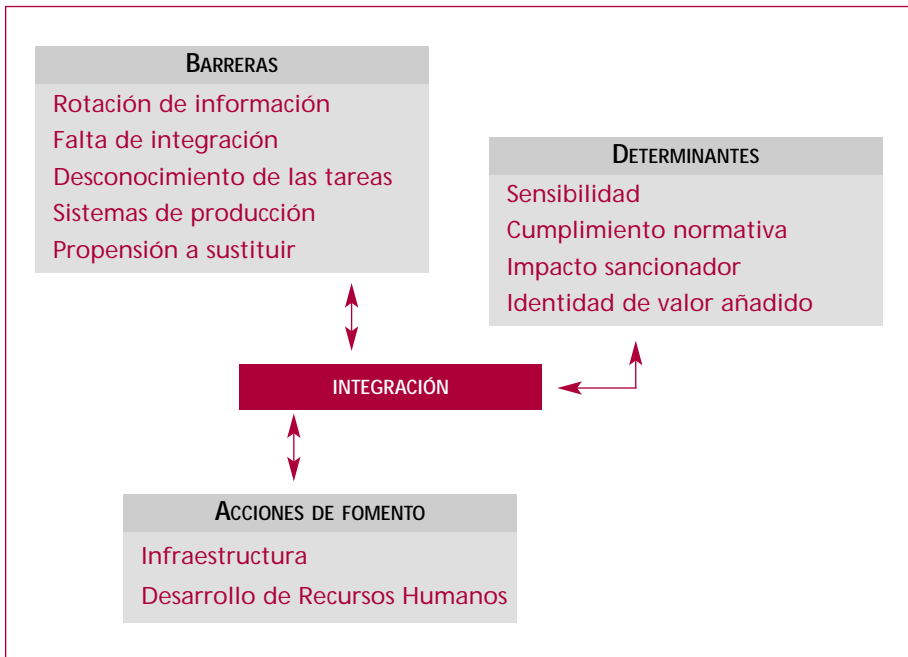 BARRERAS
Rotación de información
Falta de integración
Desconocimiento de las tareas
Sistemas de producción
Propensión a sustituir
DETERMINANTES
Sensibilidad
Cumplimiento normativa
Impacto sancionador
Identidad de valor añadido
INTEGRACIÓN
ACCIONES DE FOMENTO
Infraestructura
Desarrollo de Recursos Humanos